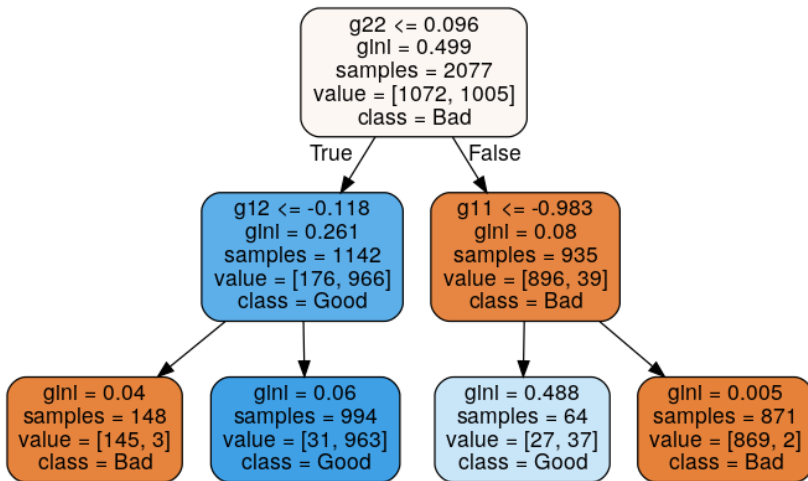 g22 <= 0.096
gini = 0.499
samples = 2077
value = [1072, 1005]
class = Bad
True
False
g12 <= -0.118
gini = 0.261
samples = 1142
value = [176, 966]
class = Good
g11 <= -0.983
gini = 0.08
samples = 935
value = [896, 39]
class = Bad
gini = 0.04
samples = 148
value = [145, 3]
class = Bad
gini = 0.06
samples = 994
value = [31, 963]
class = Good
gini = 0.488
samples = 64
value = [27, 37]
class = Good
gini = 0.005
samples = 871
value = [869, 2]
class = Bad